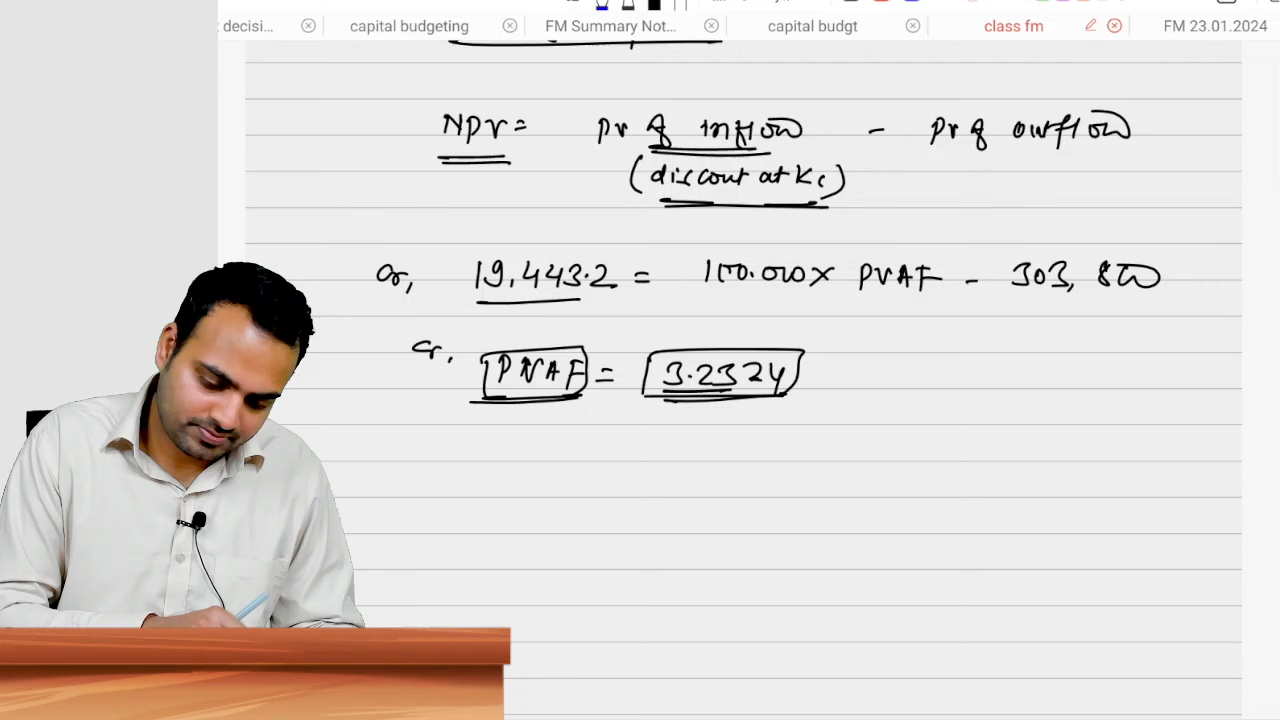 t decisi... capital budgeting FM Summary Not... capital budgt class fm FM 23.01.2024
NPV = PV of inflow - PV of outflow
(discout at Kc)
or, 19,443.2 = 100.000 x PVAF - 303,800
or, PVAF = 3.2324